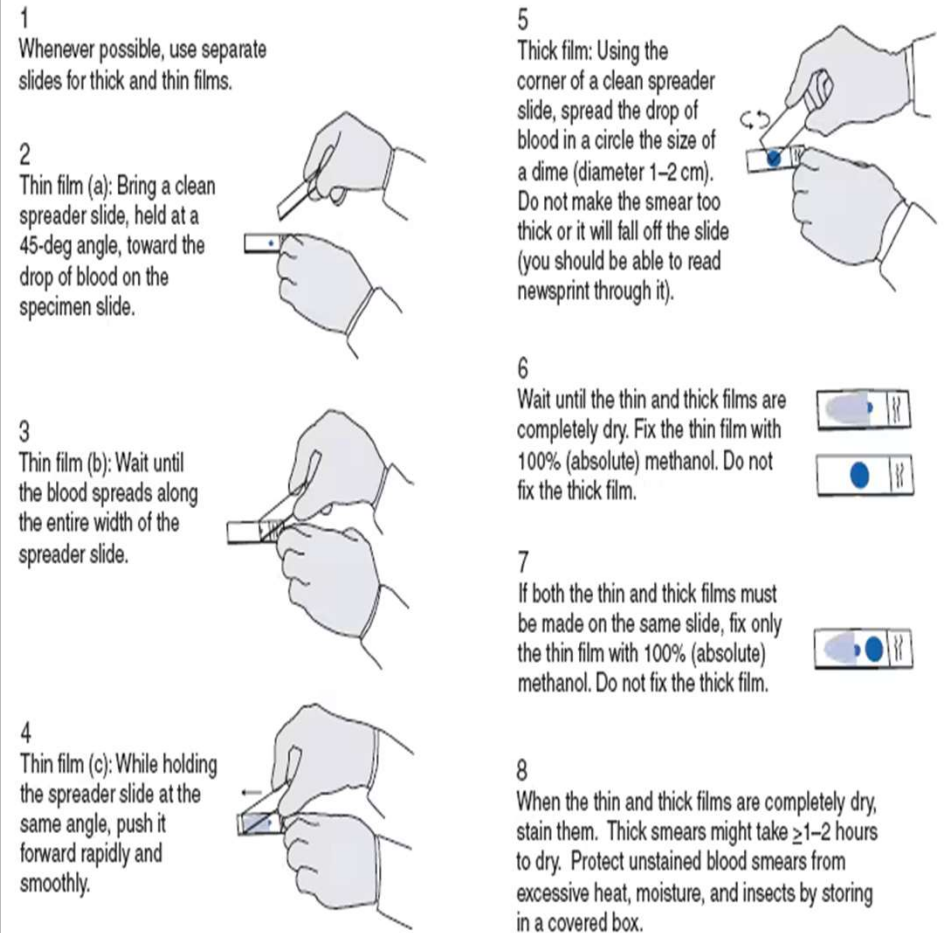 1
Whenever possible, use separate
slides for thick and thin films.
2
Thin film (a): Bring a clean
spreader slide, held at a
45-deg angle, toward the
drop of blood on the
specimen slide.
3
Thin film (b): Wait until
the blood spreads along
the entire width of the
spreader slide.
4
Thin film (c): While holding
the spreader slide at the
same angle, push it
forward rapidly and
smoothly.
5
Thick film: Using the
corner of a clean spreader
slide, spread the drop of
blood in a circle the size of
a dime (diameter 1–2 cm).
Do not make the smear too
thick or it will fall off the slide
(you should be able to read
newsprint through it).
6
Wait until the thin and thick films are
completely dry. Fix the thin film with
100% (absolute) methanol. Do not
fix the thick film.
7
If both the thin and thick films must
be made on the same slide, fix only
the thin film with 100% (absolute)
methanol. Do not fix the thick film.
8
When the thin and thick films are completely dry,
stain them. Thick smears might take ≥1–2 hours
to dry. Protect unstained blood smears from
excessive heat, moisture, and insects by storing
in a covered box.